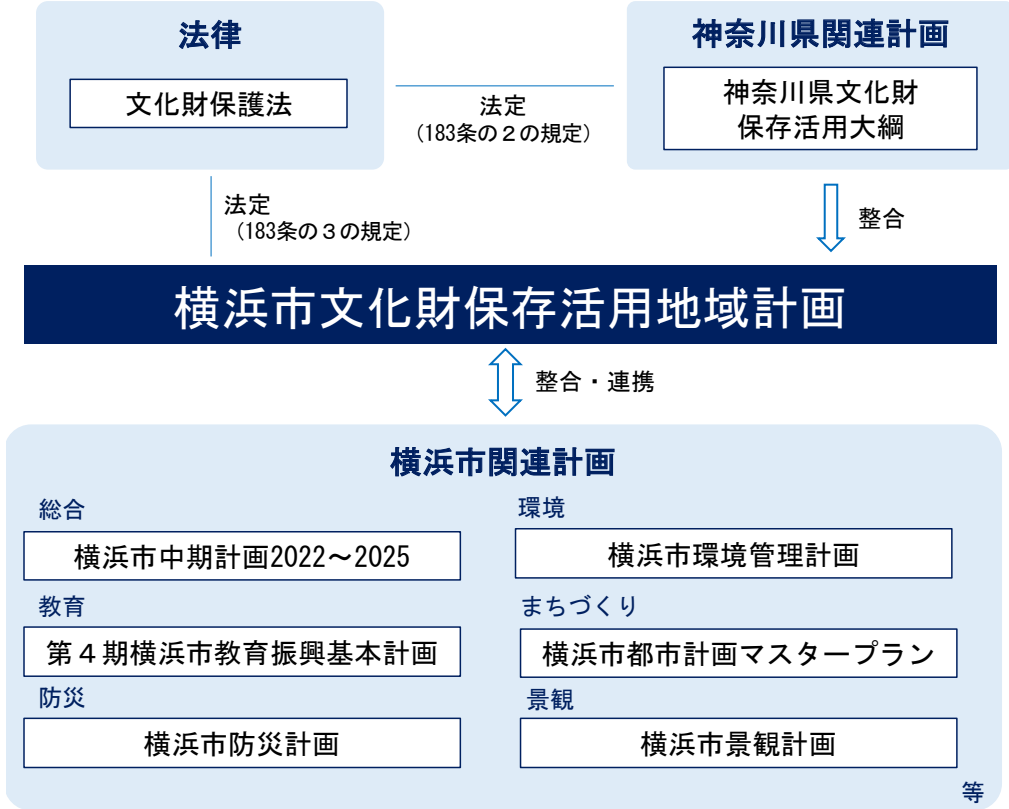 法律
文化財保護法
法定
（183条の２の規定）
神奈川県関連計画
神奈川県文化財
保存活用大綱
法定
（183条の３の規定）
整合
横浜市文化財保存活用地域計画
整合・連携
横浜市関連計画
総合
横浜市中期計画2022～2025
環境
横浜市環境管理計画
教育
第４期横浜市教育振興基本計画
まちづくり
横浜市都市計画マスタープラン
防災
横浜市防災計画
景観
横浜市景観計画
等